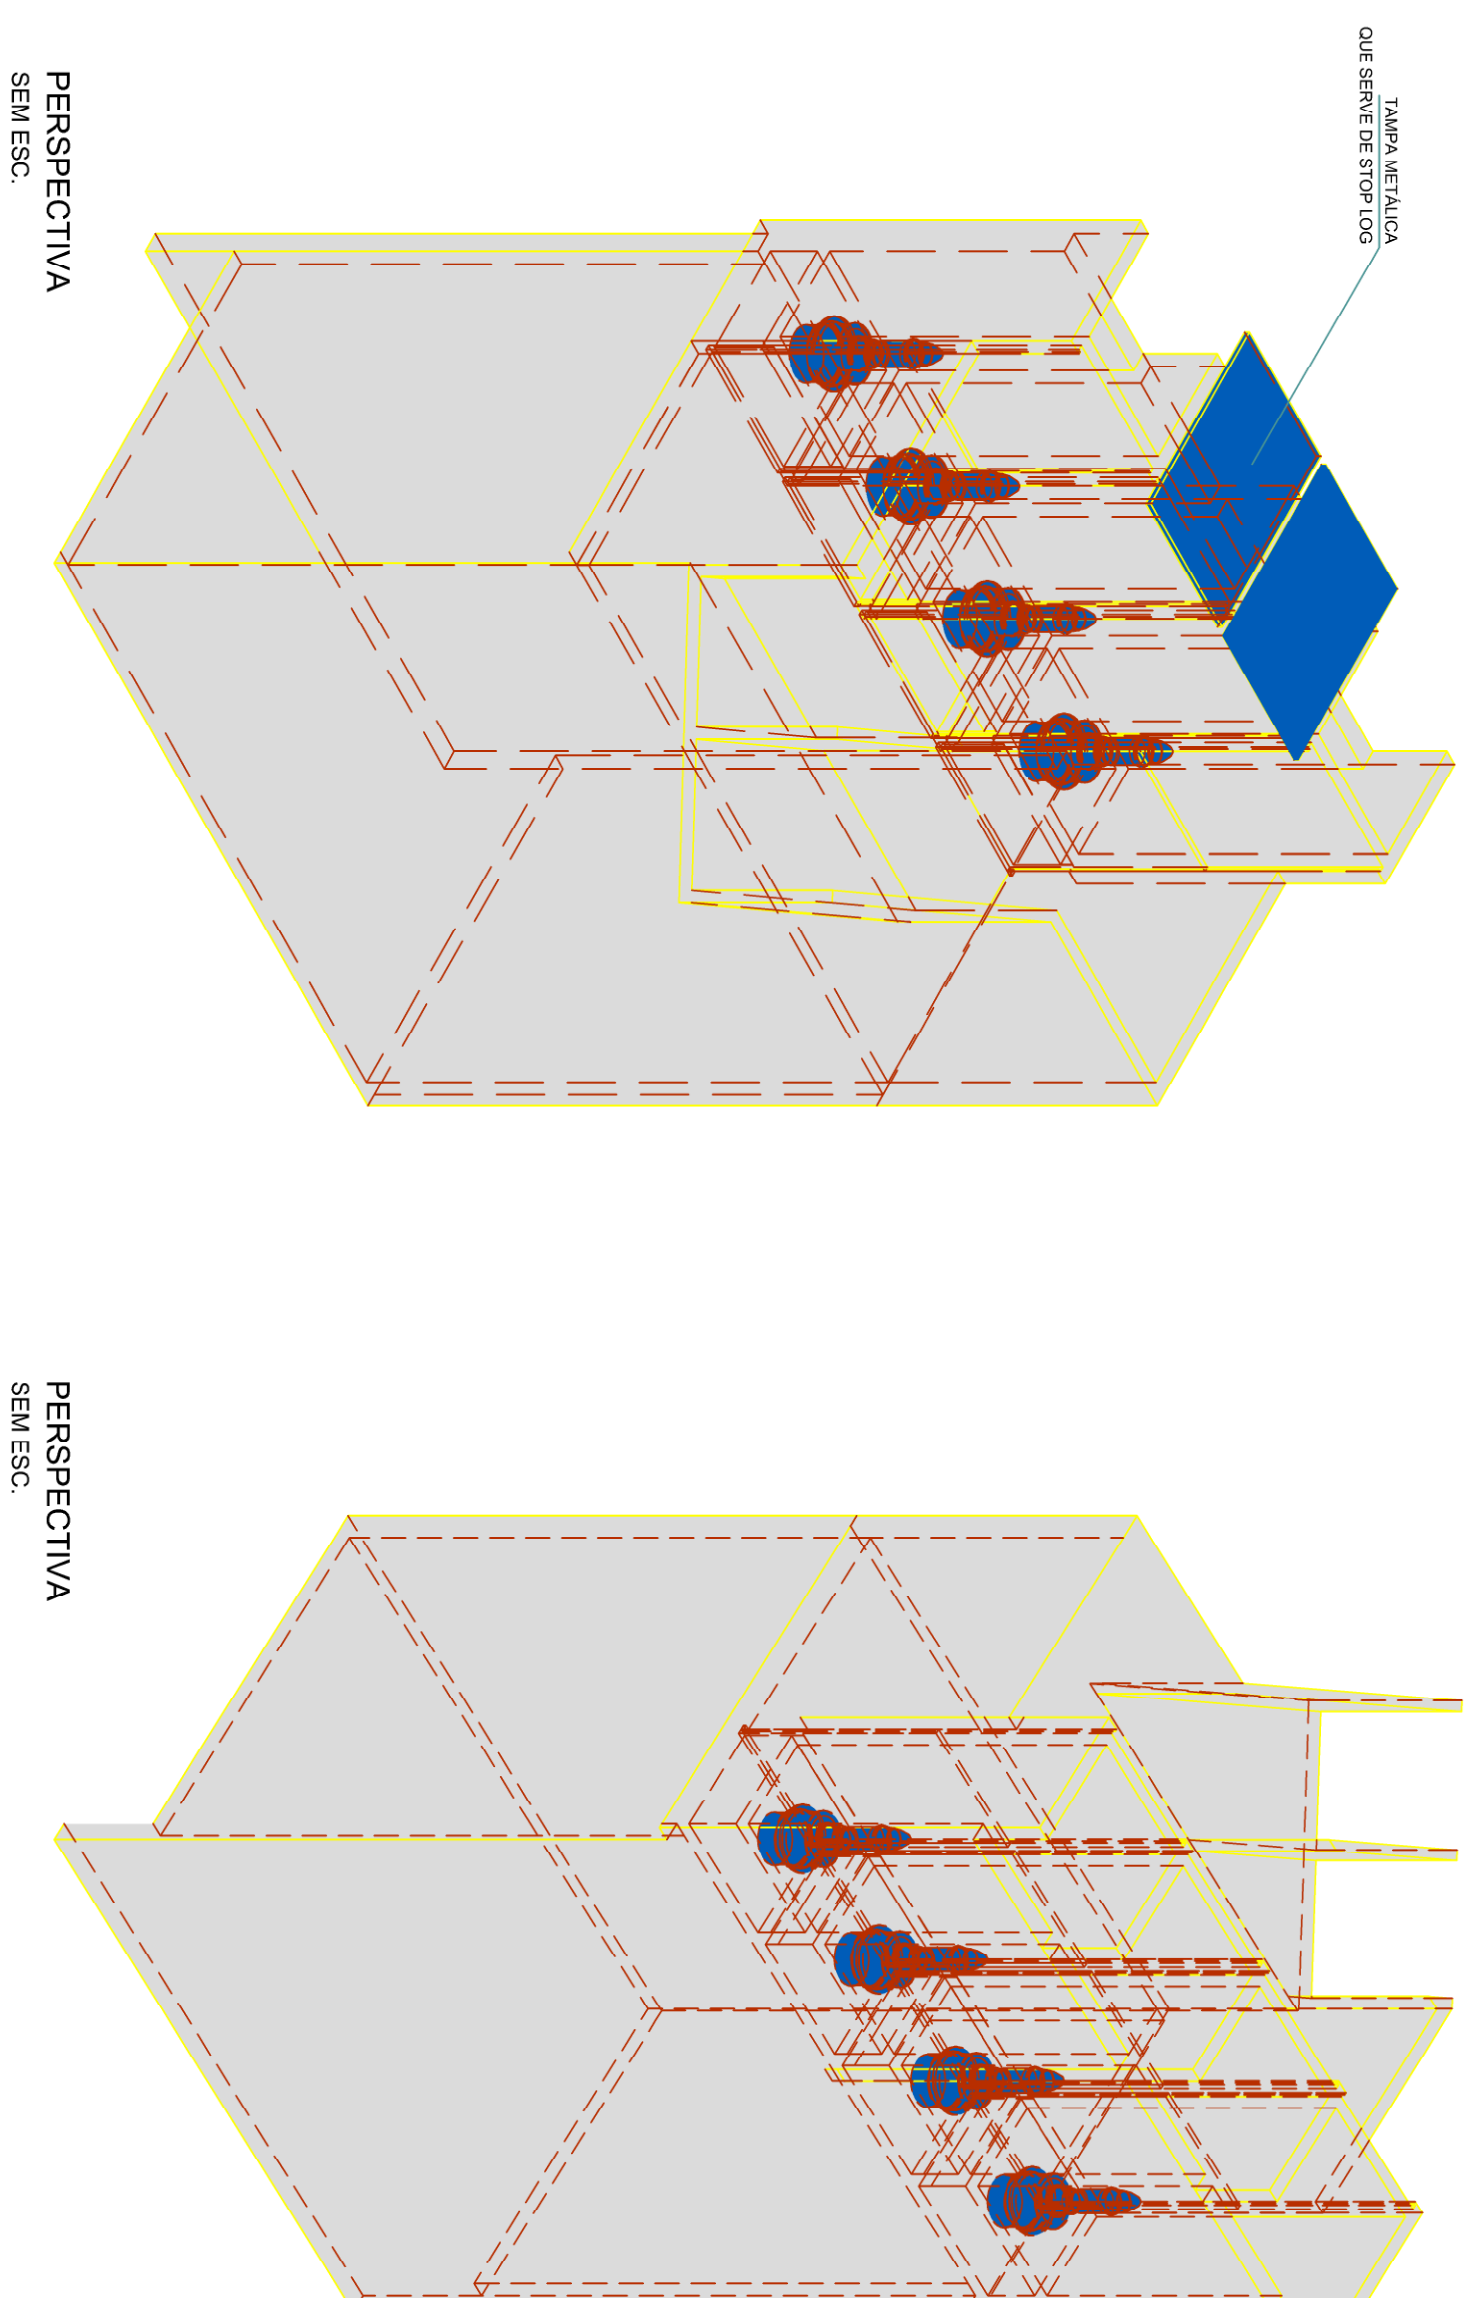 TAMPA METÁLICA
QUE SERVE DE STOP LOG
PERSPECTIVA
SEM ESC.
PERSPECTIVA
SEM ESC.